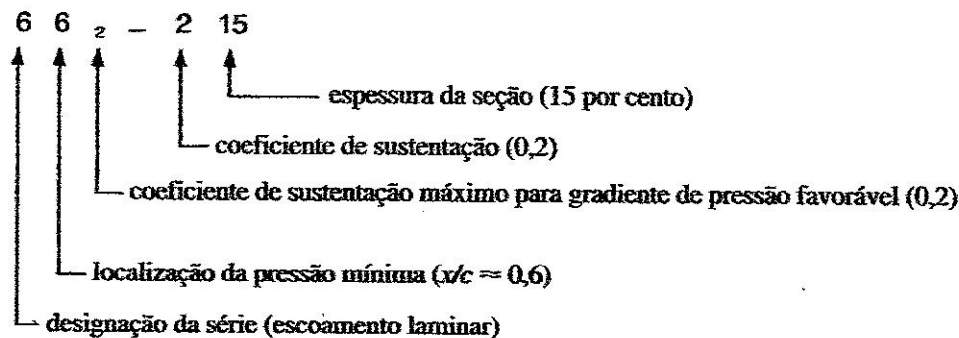 6 6 2 – 2 15
espessura da seção (15 por cento)
coeficiente de sustentação (0,2)
coeficiente de sustentação máximo para gradiente de pressão favorável (0,2)
localização da pressão mínima (x/c ≈ 0,6)
designação da série (escoamento laminar)